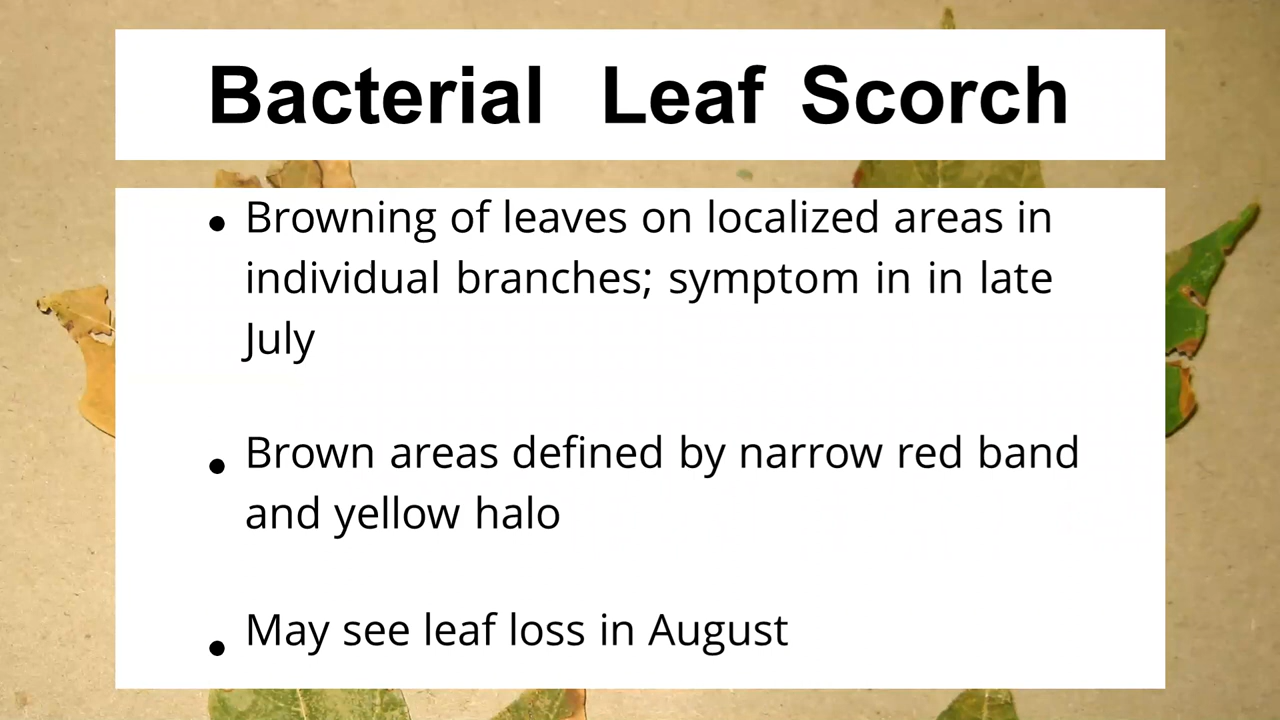 Bacterial Leaf Scorch
• Browning of leaves on localized areas in
individual branches; symptom in in late
July
• Brown areas defined by narrow red band
and yellow halo
• May see leaf loss in August